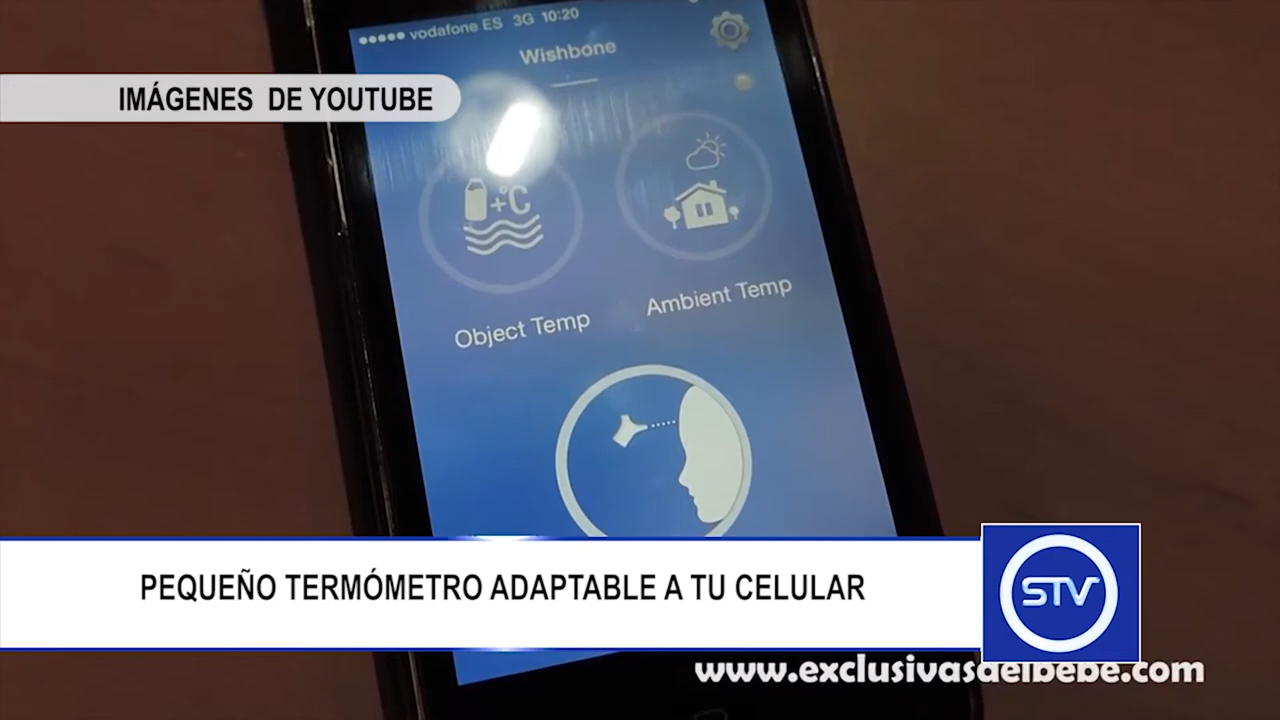 vodafone ES 3G 10:20
Wishbone
IMÁGENES DE YOUTUBE
+°C
Object Temp
Ambient Temp
PEQUEÑO TERMÓMETRO ADAPTABLE A TU CELULAR
STV
www.exclusivasdelbebe.com